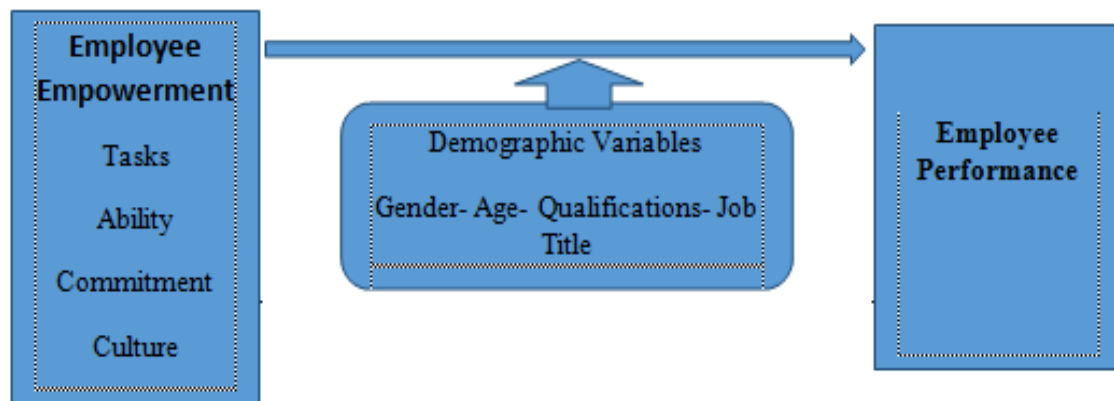 Employee
Empowerment
Tasks
Ability
Commitment
Culture
Demographic Variables
Gender- Age- Qualifications- Job
Title
Employee
Performance